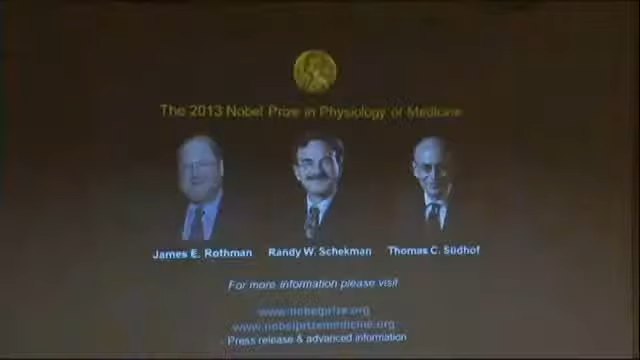 The 2013 Nobel Prize in Physiology or Medicine
James E. Rothman
Randy W. Schekman
Thomas C. Südhof
For more information please visit
www.nobelprize.org
www.nobelprizemedicine.org
- Press release & advanced information